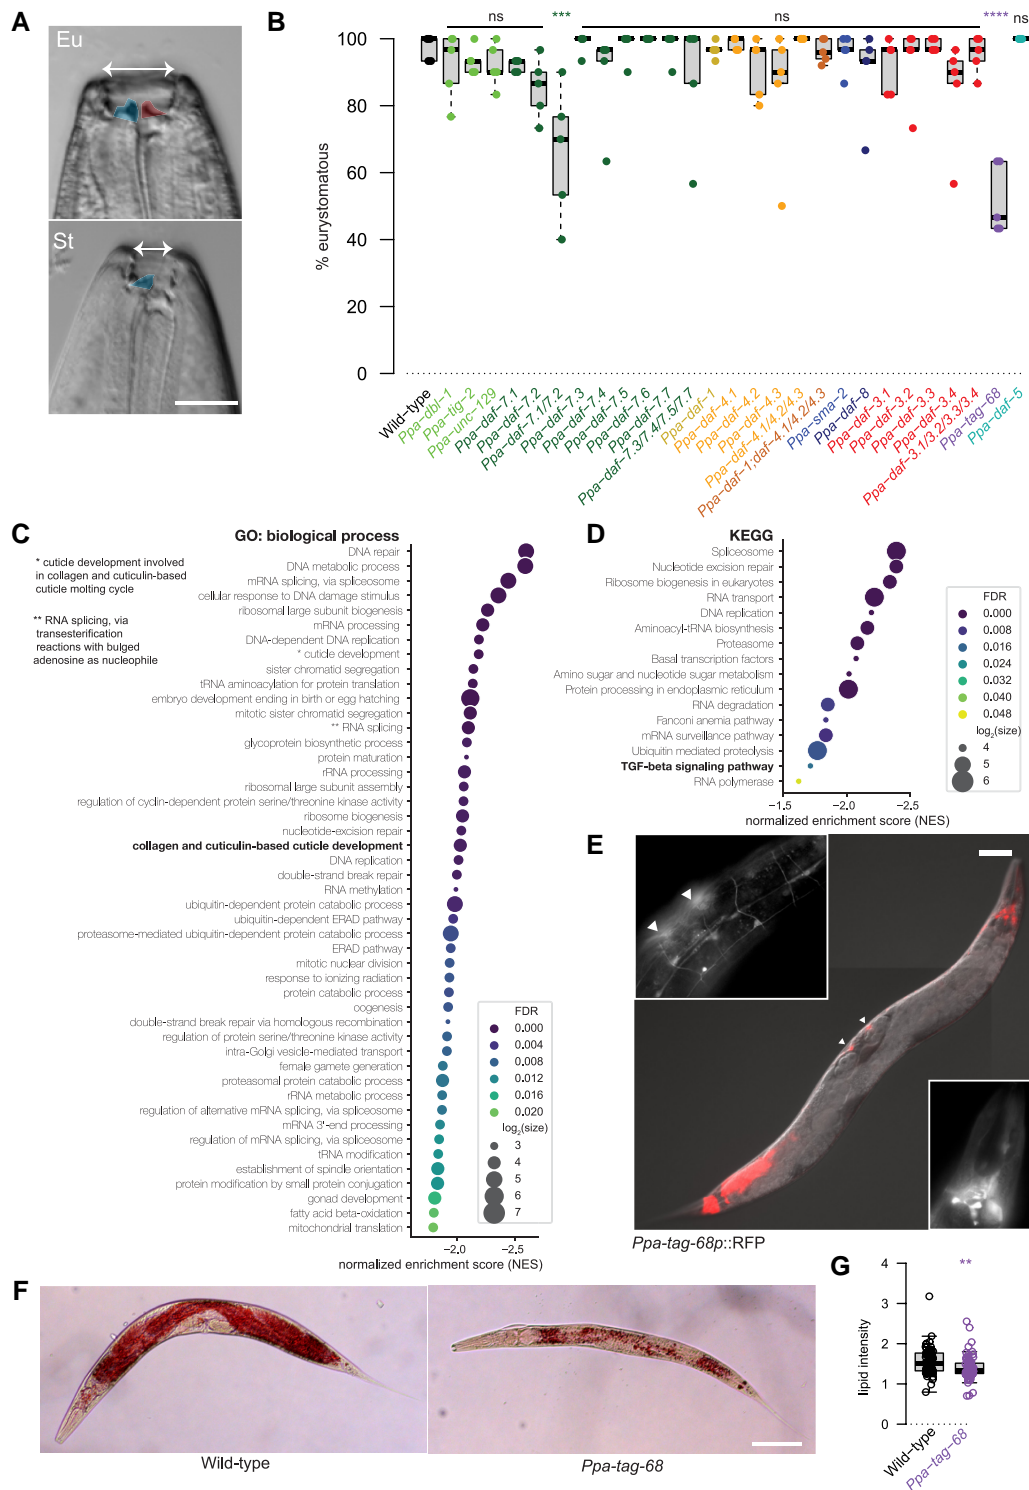 A
Eu
St
B
ns
***
ns
****
ns
% eurystomatous
100
80
60
40
20
0
Wild-type
Ppa-dbl-1
Ppa-tig-2
Ppa-unc-129
Ppa-daf-7.1
Ppa-daf-7.2
Ppa-daf-7.1/7.2
Ppa-daf-7.3
Ppa-daf-7.4
Ppa-daf-7.5
Ppa-daf-7.6
Ppa-daf-7.7
Ppa-daf-7.3/7.4/7.5/7.7
Ppa-daf-1
Ppa-daf-4.1
Ppa-daf-4.2
Ppa-daf-4.3
Ppa-daf-4.1/4.2/4.3
Ppa-daf-1;daf-4.1/4.2/4.3
Ppa-sma-2
Ppa-daf-8
Ppa-daf-3.1
Ppa-daf-3.2
Ppa-daf-3.3
Ppa-daf-3.4
Ppa-daf-3.1/3.2/3.3/3.4
Ppa-tag-68
Ppa-daf-5
C
GO: biological process
* cuticle development involved
in collagen and cuticulin-based
cuticle molting cycle
** RNA splicing, via
transesterification
reactions with bulged
adenosine as nucleophile
DNA repair
DNA metabolic process
mRNA splicing, via spliceosome
cellular response to DNA damage stimulus
ribosomal large subunit biogenesis
mRNA processing
DNA-dependent DNA replication
* cuticle development
sister chromatid segregation
tRNA aminoacylation for protein translation
embryo development ending in birth or egg hatching
mitotic sister chromatid segregation
** RNA splicing
glycoprotein biosynthetic process
protein maturation
rRNA processing
ribosomal large subunit assembly
regulation of cyclin-dependent protein serine/threonine kinase activity
ribosome biogenesis
nucleotide-excision repair
collagen and cuticulin-based cuticle development
DNA replication
double-strand break repair
RNA methylation
ubiquitin-dependent protein catabolic process
ubiquitin-dependent ERAD pathway
proteasome-mediated ubiquitin-dependent protein catabolic process
ERAD pathway
mitotic nuclear division
response to ionizing radiation
protein catabolic process
oogenesis
double-strand break repair via homologous recombination
regulation of protein serine/threonine kinase activity
intra-Golgi vesicle-mediated transport
female gamete generation
proteasomal protein catabolic process
rRNA metabolic process
regulation of alternative mRNA splicing, via spliceosome
mRNA 3'-end processing
regulation of mRNA splicing, via spliceosome
tRNA modification
establishment of spindle orientation
protein modification by small protein conjugation
gonad development
fatty acid beta-oxidation
mitochondrial translation
FDR
0.000
0.004
0.008
0.012
0.016
0.020
log2(size)
3
4
5
6
7
-2.0
-2.5
normalized enrichment score (NES)
D
KEGG
Spliceosome
Nucleotide excision repair
Ribosome biogenesis in eukaryotes
RNA transport
DNA replication
Aminoacyl-tRNA biosynthesis
Proteasome
Basal transcription factors
Amino sugar and nucleotide sugar metabolism
Protein processing in endoplasmic reticulum
RNA degradation
Fanconi anemia pathway
mRNA surveillance pathway
Ubiquitin mediated proteolysis
TGF-beta signaling pathway
RNA polymerase
FDR
0.000
0.008
0.016
0.024
0.032
0.040
0.048
log2(size)
4
5
6
-1.5
-2.0
-2.5
normalized enrichment score (NES)
E
Ppa-tag-68p::RFP
F
Wild-type
Ppa-tag-68
G
**
lipid intensity
4
3
2
1
0
Wild-type
Ppa-tag-68